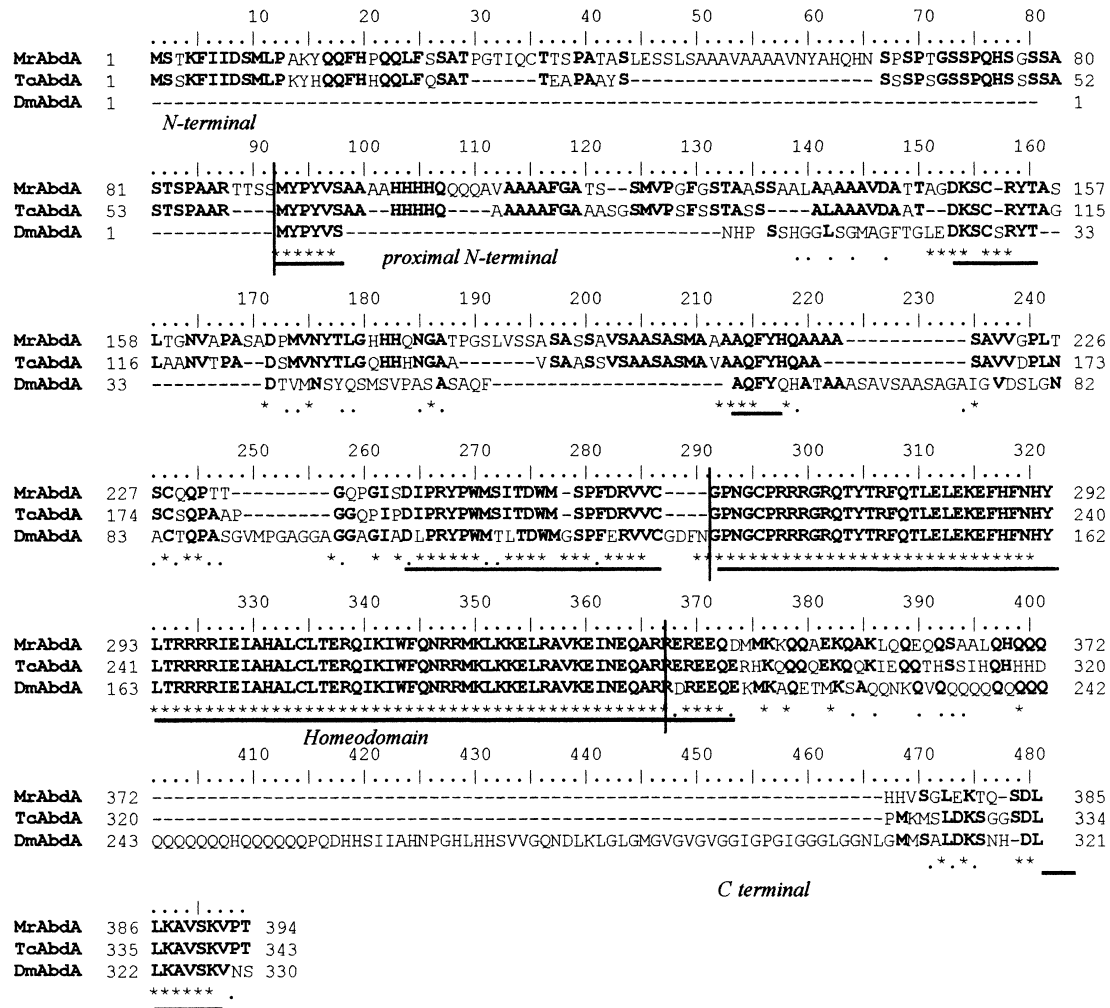 10 20 30 40 50 60 70 80
....|....|....|....|....|....|....|....|....|....|....|....|....|....|....|....|
MrAbdA 1 MSTKFIIDSMLPAKYQQFHPQQLFSSATPGTIQCTTSPATASLESSLSAAAVAAAAVNYAHQHNSPSPTGSSPQHSGSSA 80
TcAbdA 1 MSSKFIIDSMLPKYHQQFHHQQLFQSAT------TEAPAAYS----------------------SSSPSGSSPQHSSSSA 52
DmAbdA 1 -------------------------------------------------------------------------------- 1
N-terminal
90 100 110 120 130 140 150 160
....|....|....|....|....|....|....|....|....|....|....|....|....|....|....|....|
MrAbdA 81 STSPAARTTSSMYPYVSAAAAHHHHQQQQAVAAAAFGATS--SMVPGFGSTAASSAALAAAAAVDATTAGDKSC-RYTAS 157
TcAbdA 53 STSPAAR----MYPYVSAA--HHHHQ----AAAAAFGAAASGSMVPSFSSTASS----ALAAAVDAAT--DKSC-RYTAG 115
DmAbdA 1 -----------MYPYVS----------------------------------NHP-SSHGGLSGMAGFTGLEDKSCSRYT-- 33
****** . . . . **** ***
proximal N-terminal
170 180 190 200 210 220 230 240
....|....|....|....|....|....|....|....|....|....|....|....|....|....|....|....|
MrAbdA 158 LTGNVAPASADPMVNYTLGHHHQNGATPGSLVSSASASSAVSAASASMAAAAQFYHQAAAA------------SAVVGPLT 226
TcAbdA 116 LAANVTPA--DSMVNYTLGQHHHNGAA------VSAASSVSAASASMAVAAQFYHQAA--------------SAVVDPLN 173
DmAbdA 33 ----------DTVMNSYQSMSVPASASAQF----------------------AQFYQHATAAASAVSAASAGAIGVDSLGN 82
* .. * .. .*. **** *. .*
250 260 270 280 290 300 310 320
....|....|....|....|....|....|....|....|....|....|....|....|....|....|....|....|
MrAbdA 227 SCQQPTT---------GQPGISDIPRYPWMSITDWM-SPFDRVVC----GPNGCPRRRGRQTYTRFQTLELEKEFHFNHY 292
TcAbdA 174 SCSQPAAP--------GGQPIPDIPRYPWMSITDWM-SPFDRVVC----GPNGCPRRRGRQTYTRFQTLELEKEFHFNHY 240
DmAbdA 83 ACTQPASGVMPGAGGAGGAGIADLPRYPWMTLTDWMGSPFERVVCGDFNGPNGCPRRRGRQTYTRFQTLELEKEFHFNHY 162
.*.*.. *. * *.******..**** ***.**** *******************************
330 340 350 360 370 380 390 400
....|....|....|....|....|....|....|....|....|....|....|....|....|....|....|....|
MrAbdA 293 LTRRRRIEIAHALCLTERQIKIWFQNRRMKLKKELRAVKEINEQARREREEQDMMKKQQAEKQAKLQQEQQSAALQHQQQ 372
TcAbdA 241 LTRRRRIEIAHALCLTERQIKIWFQNRRMKLKKELRAVKEINEQARREREEQERHKQQQQEKQQKIEQQTHSSIHQHHHD 320
DmAbdA 163 LTRRRRIEIAHALCLTERQIKIWFQNRRMKLKKELRAVKEINEQARRDREEQEKMKAQETMKSAQQNKQVQQQQQQQQQQ 242
***********************************************.****. * * * . . . .. *
Homeodomain
410 420 430 440 450 460 470 480
....|....|....|....|....|....|....|....|....|....|....|....|....|....|....|....|
MrAbdA 372 ------------------------------------------------------------------HHVSGLEKTQ-SDL 385
TcAbdA 320 ------------------------------------------------------------------PMKMSLDKSGGSDL 334
DmAbdA 243 QQQQQQQHQQQQQQPQDHHSIIAHNPGHLHHSVVGQNDLKLGLGMGVGVGVGGIGPGIGGGLGGNLGMMSALDKSNH-DL 321
.*.*. **
C terminal
....|....
MrAbdA 386 LKAVSKVPT 394
TcAbdA 335 LKAVSKVPT 343
DmAbdA 322 LKAVSKVNS 330
******* .